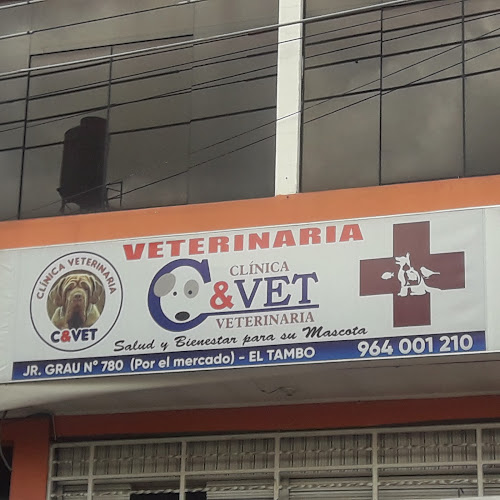 VETERINARIA
CLÍNICA VETERINARIA
C&VET
CLÍNICA
C&VET
VETERINARIA
Salud y Bienestar para su Mascota
JR. GRAU N° 780 (Por el mercado) - EL TAMBO
964 001 210